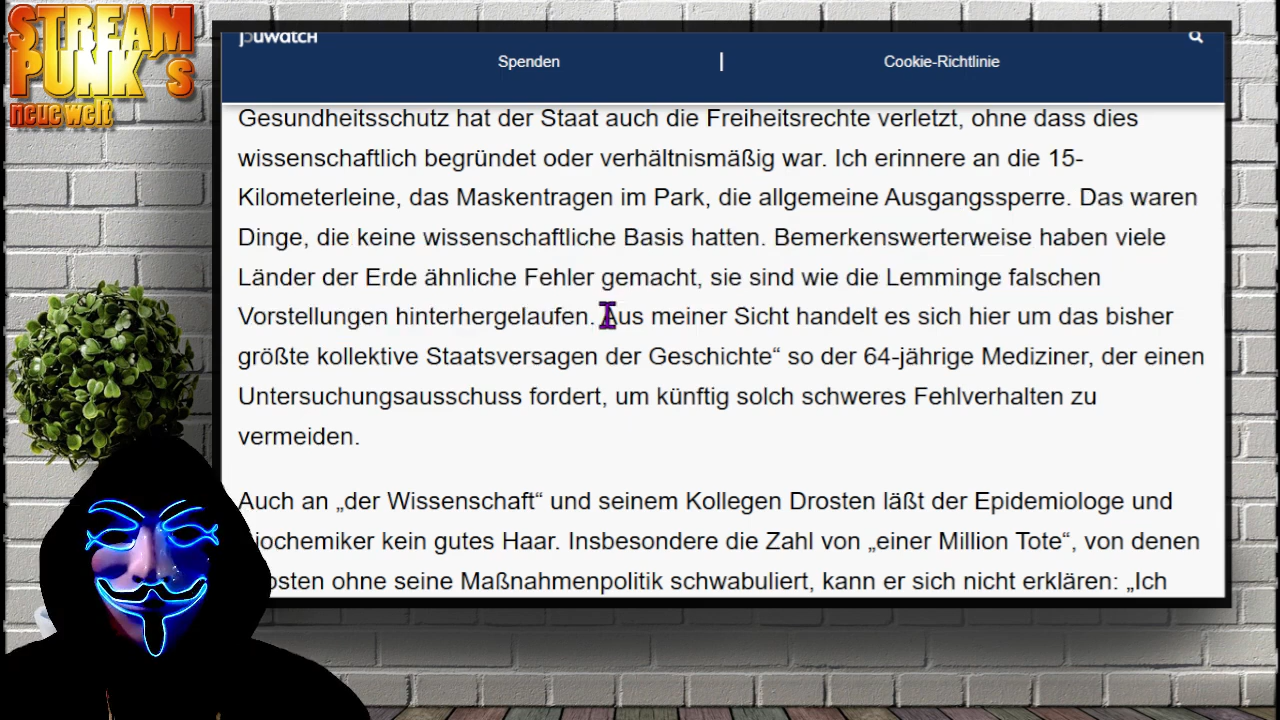 STREAM
PUNK´s
neue welt
jouwatcH
Spenden | Cookie-Richtlinie
Gesundheitsschutz hat der Staat auch die Freiheitsrechte verletzt, ohne dass dies
wissenschaftlich begründet oder verhältnismäßig war. Ich erinnere an die 15-
Kilometerleine, das Maskentragen im Park, die allgemeine Ausgangssperre. Das waren
Dinge, die keine wissenschaftliche Basis hatten. Bemerkenswerterweise haben viele
Länder der Erde ähnliche Fehler gemacht, sie sind wie die Lemminge falschen
Vorstellungen hinterhergelaufen. Aus meiner Sicht handelt es sich hier um das bisher
größte kollektive Staatsversagen der Geschichte“ so der 64-jährige Mediziner, der einen
Untersuchungsausschuss fordert, um künftig solch schweres Fehlverhalten zu
vermeiden.
Auch an „der Wissenschaft“ und seinem Kollegen Drosten läßt der Epidemiologe und
iochemiker kein gutes Haar. Insbesondere die Zahl von „einer Million Tote“, von denen
osten ohne seine Maßnahmenpolitik schwabuliert, kann er sich nicht erklären: „Ich